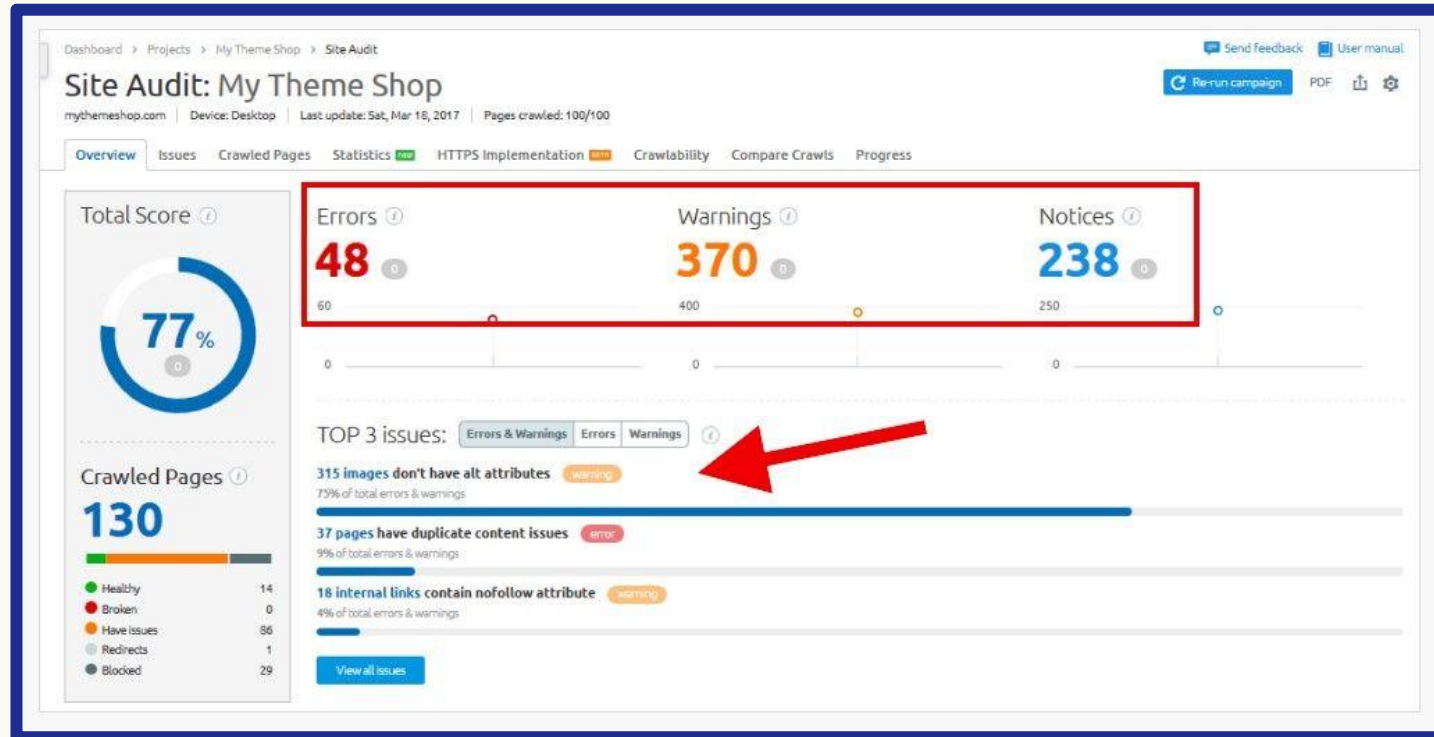 Dashboard > Projects > My Theme Shop > Site Audit
Send feedback User manual
Site Audit: My Theme Shop
Re-run campaign PDF
mythemeshop.com | Device: Desktop | Last update: Sat, Mar 18, 2017 | Pages crawled: 100/100
Overview Issues Crawled Pages Statistics new HTTPS Implementation BETA Crawlability Compare Crawls Progress
Total Score i
77%
0
Errors i
48 0
60
0
Warnings i
370 0
400
0
Notices i
238 0
250
0
TOP 3 issues: Errors & Warnings Errors Warnings i
315 images don't have alt attributes warning
75% of total errors & warnings
37 pages have duplicate content issues error
9% of total errors & warnings
18 internal links contain nofollow attribute warning
4% of total errors & warnings
View all issues
Crawled Pages i
130
Healthy 14
Broken 0
Have issues 86
Redirects 1
Blocked 29